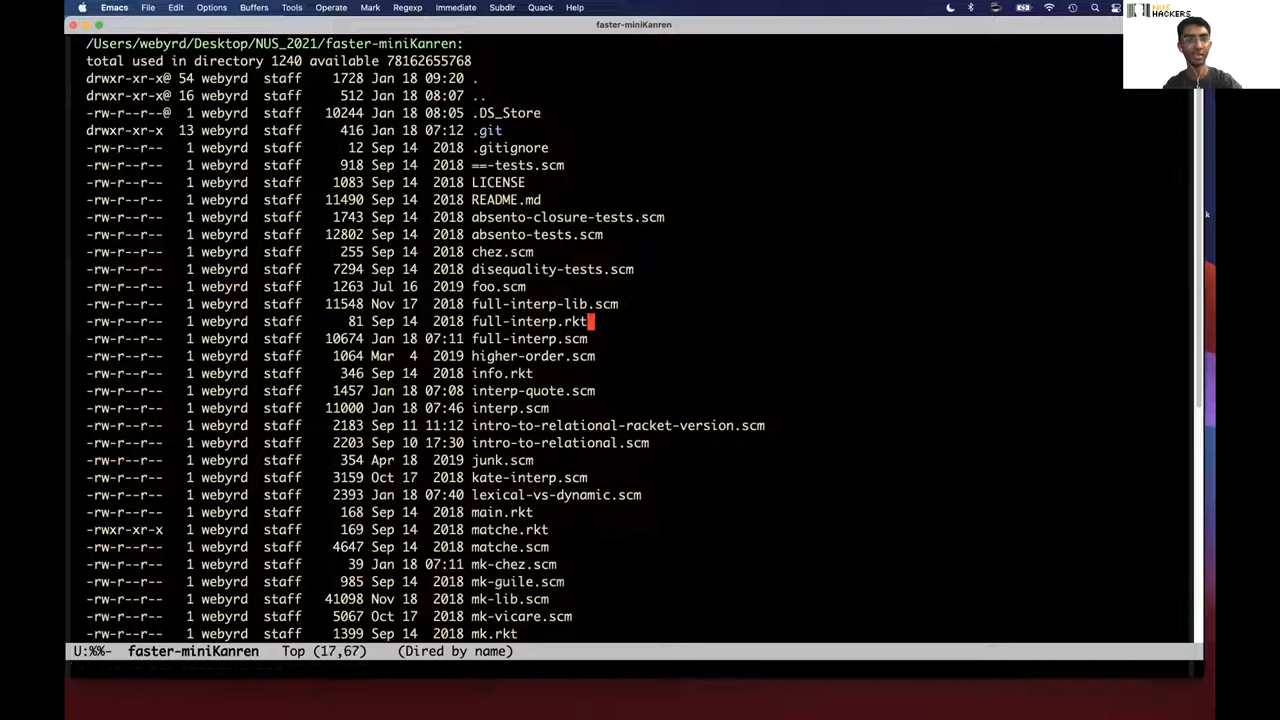 Emacs File Edit Options Buffers Tools Operate Mark Regexp Immediate Subdir Quack Help
NUS
HACKERS
faster-miniKanren
/Users/webyrd/Desktop/NUS_2021/faster-miniKanren:
total used in directory 1240 available 78162655768
drwxr-xr-x@ 54 webyrd staff 1728 Jan 18 09:20 .
drwxr-xr-x@ 16 webyrd staff 512 Jan 18 08:07 ..
-rw-r--r--@ 1 webyrd staff 10244 Jan 18 08:05 .DS_Store
drwxr-xr-x 13 webyrd staff 416 Jan 18 07:12 .git
-rw-r--r-- 1 webyrd staff 12 Sep 14 2018 .gitignore
-rw-r--r-- 1 webyrd staff 918 Sep 14 2018 ==-tests.scm
-rw-r--r-- 1 webyrd staff 1083 Sep 14 2018 LICENSE
-rw-r--r-- 1 webyrd staff 11490 Sep 14 2018 README.md
-rw-r--r-- 1 webyrd staff 1743 Sep 14 2018 absento-closure-tests.scm
-rw-r--r-- 1 webyrd staff 12802 Sep 14 2018 absento-tests.scm
-rw-r--r-- 1 webyrd staff 255 Sep 14 2018 chez.scm
-rw-r--r-- 1 webyrd staff 7294 Sep 14 2018 disequality-tests.scm
-rw-r--r-- 1 webyrd staff 1263 Jul 16 2019 foo.scm
-rw-r--r-- 1 webyrd staff 11548 Nov 17 2018 full-interp-lib.scm
-rw-r--r-- 1 webyrd staff 81 Sep 14 2018 full-interp.rkt
-rw-r--r-- 1 webyrd staff 10674 Jan 18 07:11 full-interp.scm
-rw-r--r-- 1 webyrd staff 1064 Mar 4 2019 higher-order.scm
-rw-r--r-- 1 webyrd staff 346 Sep 14 2018 info.rkt
-rw-r--r-- 1 webyrd staff 1457 Jan 18 07:08 interp-quote.scm
-rw-r--r-- 1 webyrd staff 11000 Jan 18 07:46 interp.scm
-rw-r--r-- 1 webyrd staff 2183 Sep 11 11:12 intro-to-relational-racket-version.scm
-rw-r--r-- 1 webyrd staff 2203 Sep 10 17:30 intro-to-relational.scm
-rw-r--r-- 1 webyrd staff 354 Apr 18 2019 junk.scm
-rw-r--r-- 1 webyrd staff 3159 Oct 17 2018 kate-interp.scm
-rw-r--r-- 1 webyrd staff 2393 Jan 18 07:40 lexical-vs-dynamic.scm
-rw-r--r-- 1 webyrd staff 168 Sep 14 2018 main.rkt
-rwxr-xr-x 1 webyrd staff 169 Sep 14 2018 matche.rkt
-rw-r--r-- 1 webyrd staff 4647 Sep 14 2018 matche.scm
-rw-r--r-- 1 webyrd staff 39 Jan 18 07:11 mk-chez.scm
-rw-r--r-- 1 webyrd staff 985 Sep 14 2018 mk-guile.scm
-rw-r--r-- 1 webyrd staff 41098 Nov 18 2018 mk-lib.scm
-rw-r--r-- 1 webyrd staff 5067 Oct 17 2018 mk-vicare.scm
-rw-r--r-- 1 webyrd staff 1399 Sep 14 2018 mk.rkt
U:%%- faster-miniKanren Top (17,67) (Dired by name)